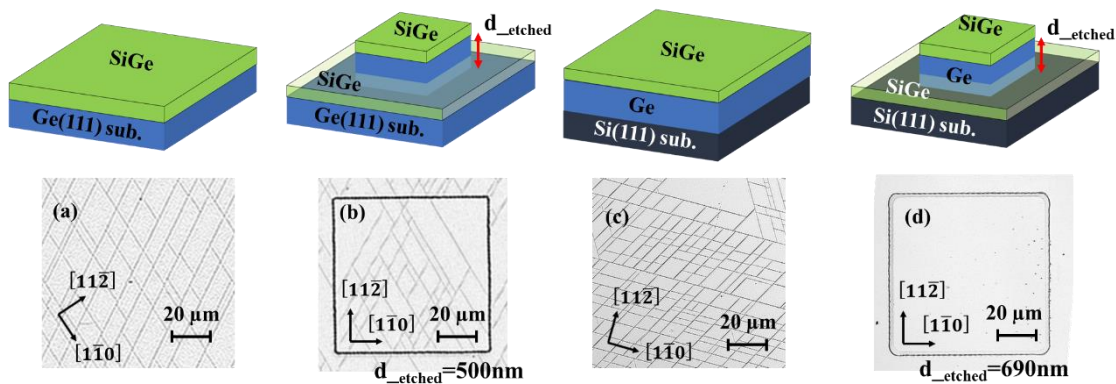 SiGe
Ge(111) sub.
d_etched
SiGe
SiGe
Ge(111) sub.
SiGe
Ge
Si(111) sub.
d_etched
SiGe
Ge
SiGe
Si(111) sub.
(a)
[112̅]
[11̅0]
20 μm
(b)
[112̅]
[11̅0]
20 μm
d_etched=500nm
(c)
[112̅]
[11̅0]
20 μm
(d)
[112̅]
[11̅0]
20 μm
d_etched=690nm